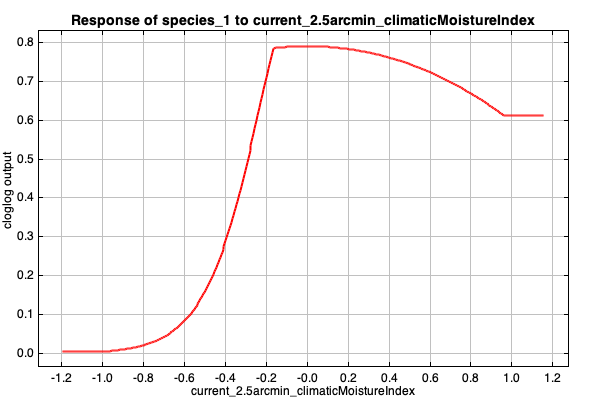 Response of species_1 to current_2.5arcmin_climaticMoistureIndex
0.8
0.7
0.6
0.5
0.4
0.3
0.2
0.1
0.0
cloglog output
-1.2 -1.0 -0.8 -0.6 -0.4 -0.2 0.0 0.2 0.4 0.6 0.8 1.0 1.2
current_2.5arcmin_climaticMoistureIndex